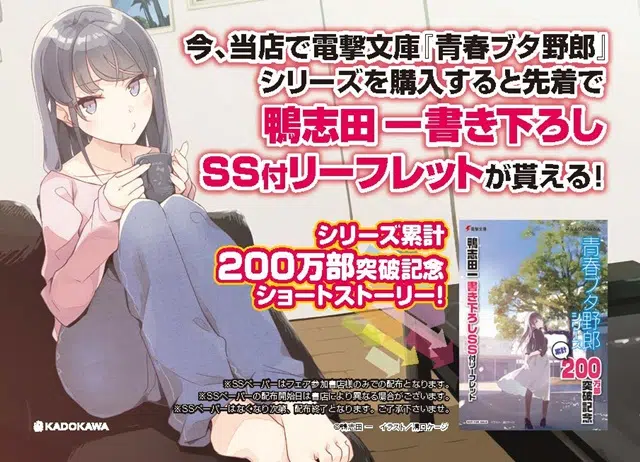 今、当店で電撃文庫『青春ブタ野郎』
シリーズを購入すると先着で
鴨志田 一書き下ろし
SS付リーフレットが貰える!
シリーズ累計
200万部突破記念
ショートストーリー!
電撃文庫
KADOKAWA
青春ブタ野郎
シリーズ
累計
200万部
突破記念
鴨志田 一 書き下ろしSS付リーフレット
※SSペーパーはフェア参加書店様のみでの配布となります。
※SSペーパーの配布開始日は書店により異なる場合がございます。
※SSペーパーはなくなり次第、配布終了となります。ご了承下さいませ。
©鴨志田 一 イラスト/溝口ケージ
KADOKAWA